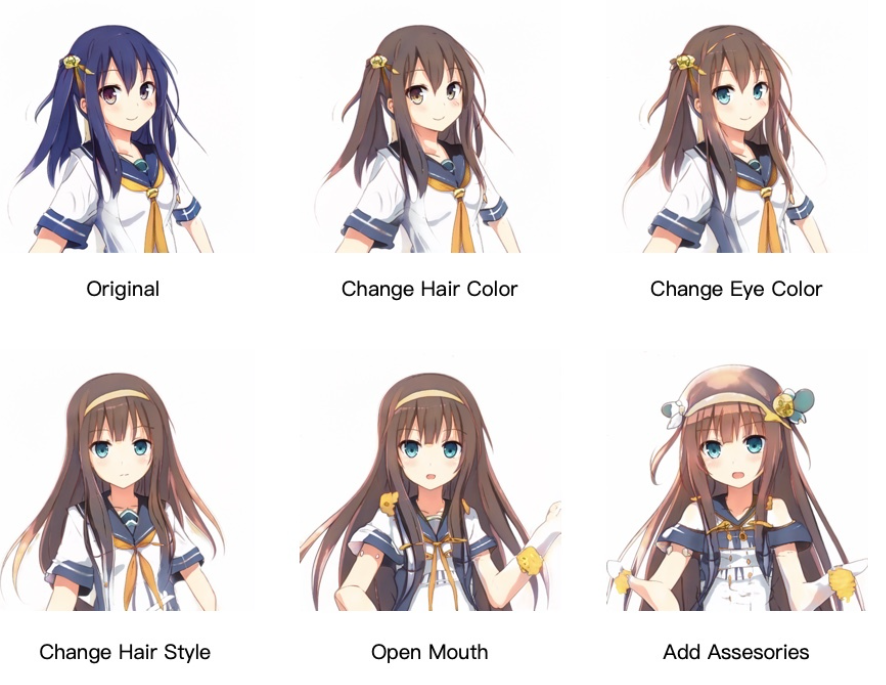 Original
Change Hair Color
Change Eye Color
Change Hair Style
Open Mouth
Add Assesories